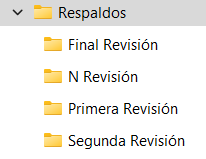 Respaldos
Final Revisión
N Revisión
Primera Revisión
Segunda Revisión